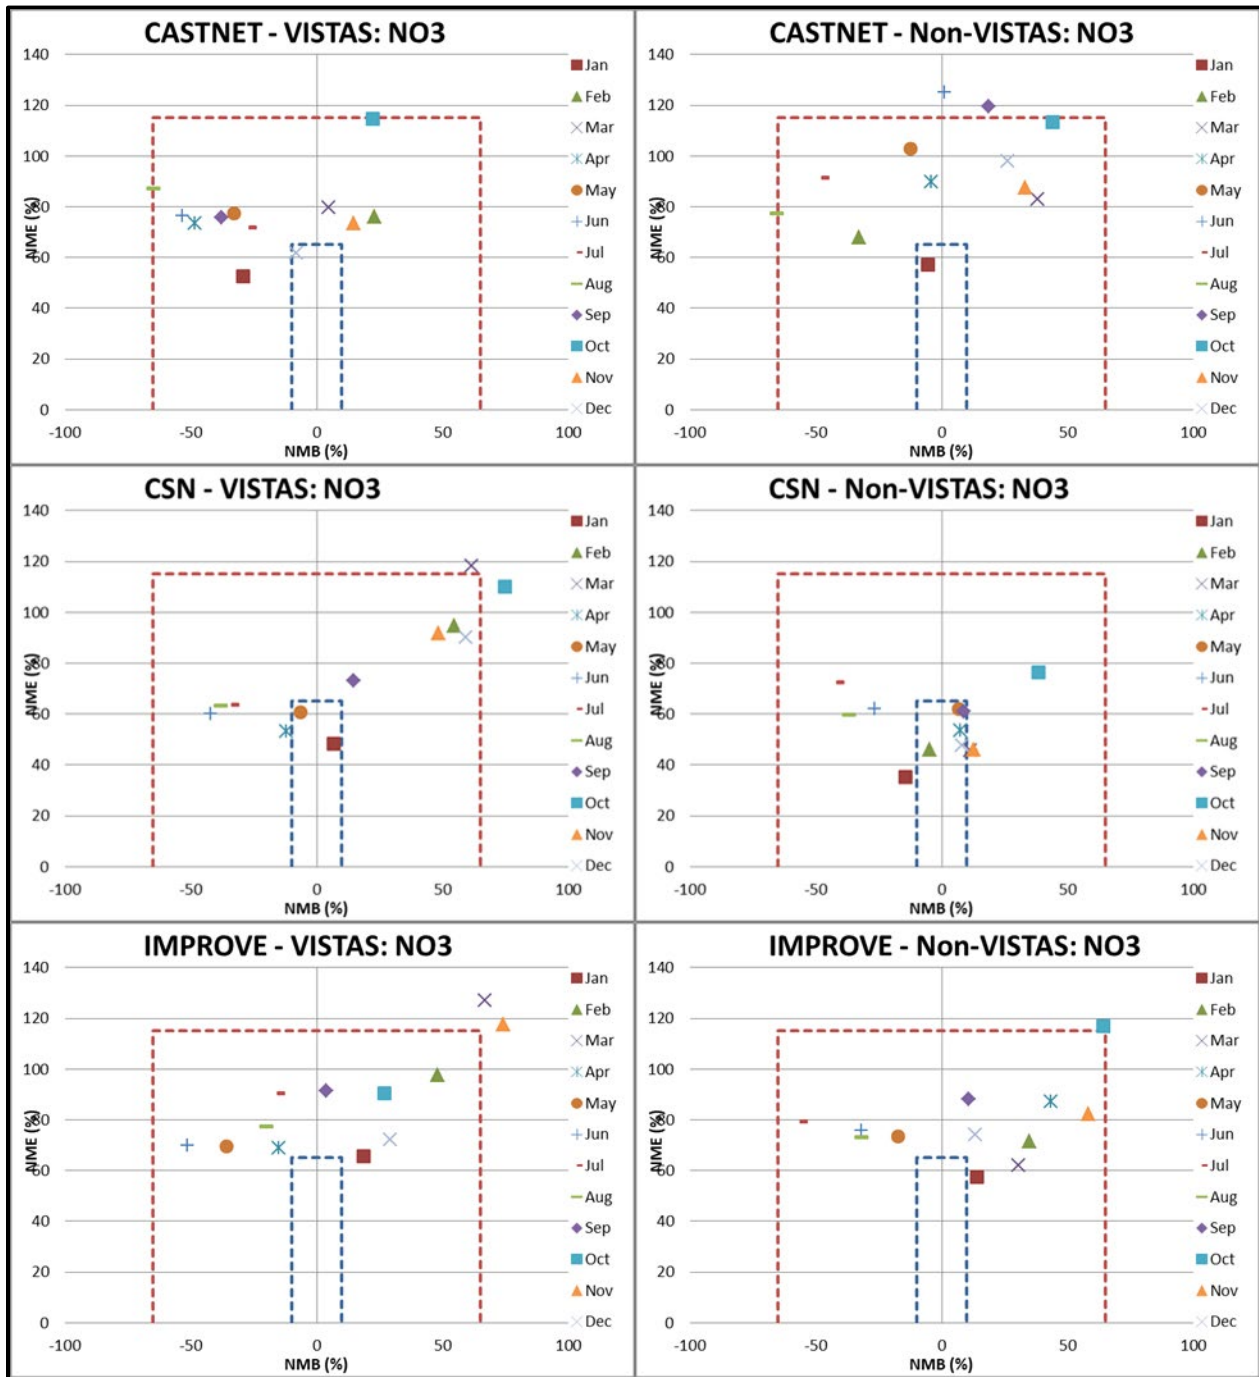 CASTNET - VISTAS: NO3
140
120
100
80
60
40
20
0
NME (%)
-100
-50
0
50
100
NMB (%)
Jan
Feb
Mar
Apr
May
Jun
Jul
Aug
Sep
Oct
Nov
Dec
CASTNET - Non-VISTAS: NO3
140
120
100
80
60
40
20
0
NME (%)
-100
-50
0
50
100
NMB (%)
Jan
Feb
Mar
Apr
May
Jun
Jul
Aug
Sep
Oct
Nov
Dec
CSN - VISTAS: NO3
140
120
100
80
60
40
20
0
NME (%)
-100
-50
0
50
100
NMB (%)
Jan
Feb
Mar
Apr
May
Jun
Jul
Aug
Sep
Oct
Nov
Dec
CSN - Non-VISTAS: NO3
140
120
100
80
60
40
20
0
NME (%)
-100
-50
0
50
100
NMB (%)
Jan
Feb
Mar
Apr
May
Jun
Jul
Aug
Sep
Oct
Nov
Dec
IMPROVE - VISTAS: NO3
140
120
100
80
60
40
20
0
NME (%)
-100
-50
0
50
100
NMB (%)
Jan
Feb
Mar
Apr
May
Jun
Jul
Aug
Sep
Oct
Nov
Dec
IMPROVE - Non-VISTAS: NO3
140
120
100
80
60
40
20
0
NME (%)
-100
-50
0
50
100
NMB (%)
Jan
Feb
Mar
Apr
May
Jun
Jul
Aug
Sep
Oct
Nov
Dec